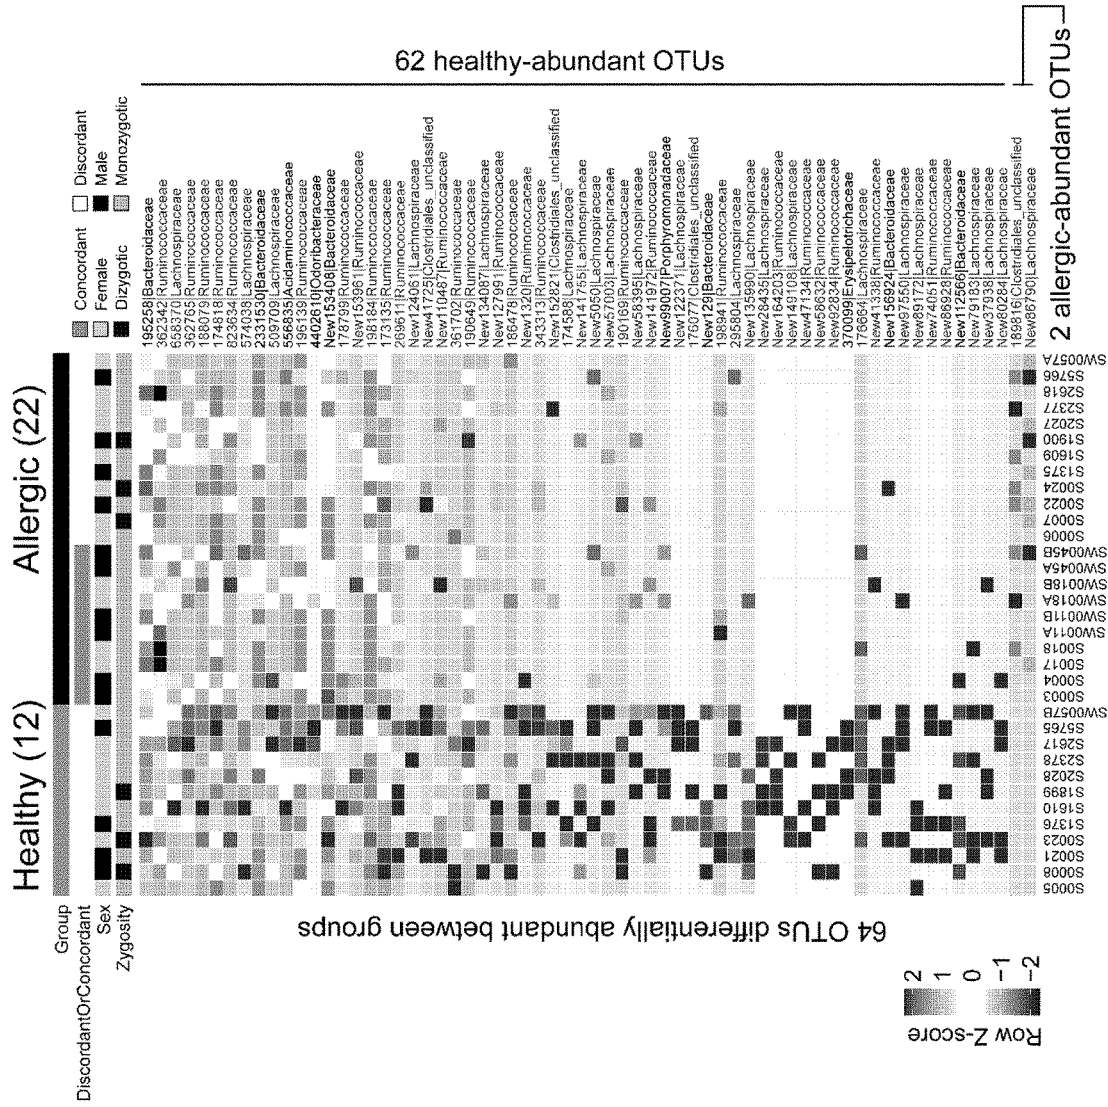 Healthy (12)
Allergic (22)
Group
DiscordantOrConcordant
Sex
Zygosity
Concordant
Discordant
Female
Male
Dizygotic
Monozygotic
62 healthy-abundant OTUs
2 allergic-abundant OTUs
195258|Bacteroidaceae
362342|Ruminococcaceae
658370|Lachnospiraceae
362765|Ruminococcaceae
188079|Ruminococcaceae
174818|Ruminococcaceae
823634|Ruminococcaceae
574038|Lachnospiraceae
2331530|Bacteroidaceae
509709|Lachnospiraceae
556835|Acidaminococcaceae
196139|Ruminococcaceae
4402610|Odoribacteraceae
New153408|Bacteroidaceae
178799|Ruminococcaceae
New153961|Ruminococcaceae
198184|Ruminococcaceae
173135|Ruminococcaceae
269611|Ruminococcaceae
New124061|Lachnospiraceae
New41725|Clostridiales_unclassified
New110487|Ruminococcaceae
361702|Ruminococcaceae
190649|Ruminococcaceae
New134087|Lachnospiraceae
New127991|Ruminococcaceae
186478|Ruminococcaceae
New1320|Ruminococcaceae
343313|Ruminococcaceae
New152821|Clostridiales_unclassified
174588|Lachnospiraceae
New141755|Lachnospiraceae
New5050|Lachnospiraceae
New57003|Lachnospiraceae
190169|Ruminococcaceae
New58395|Lachnospiraceae
New141972|Ruminococcaceae
New99007|Porphyromonadaceae
New122371|Lachnospiraceae
176077|Clostridiales_unclassified
New129|Bacteroidaceae
198941|Ruminococcaceae
295804|Lachnospiraceae
New135990|Lachnospiraceae
New28435|Lachnospiraceae
New164203|Ruminococcaceae
New149108|Lachnospiraceae
New47134|Ruminococcaceae
New58632|Ruminococcaceae
New92834|Ruminococcaceae
370099|Erysipelotrichaceae
176664|Lachnospiraceae
New41338|Ruminococcaceae
New156924|Bacteroidaceae
New97550|Lachnospiraceae
New89172|Lachnospiraceae
New74051|Ruminococcaceae
New86928|Ruminococcaceae
New112566|Bacteroidaceae
New79183|Lachnospiraceae
New37938|Lachnospiraceae
New80284|Lachnospiraceae
189816|Clostridiales_unclassified
New86790|Lachnospiraceae
64 OTUs differentially abundant between groups
S0005
S0008
S0021
S0023
S1376
S1610
S1899
S2028
S2378
S2617
S5765
SW0057B
S0003
S0004
S0017
S0018
SW0011A
SW0011B
SW0018A
SW0018B
SW0045A
SW0045B
S0006
S0007
S0022
S0024
S1375
S1609
S1900
S2027
S2377
S2618
S5766
SW0057A
Row Z-score
2
1
0
−1
−2